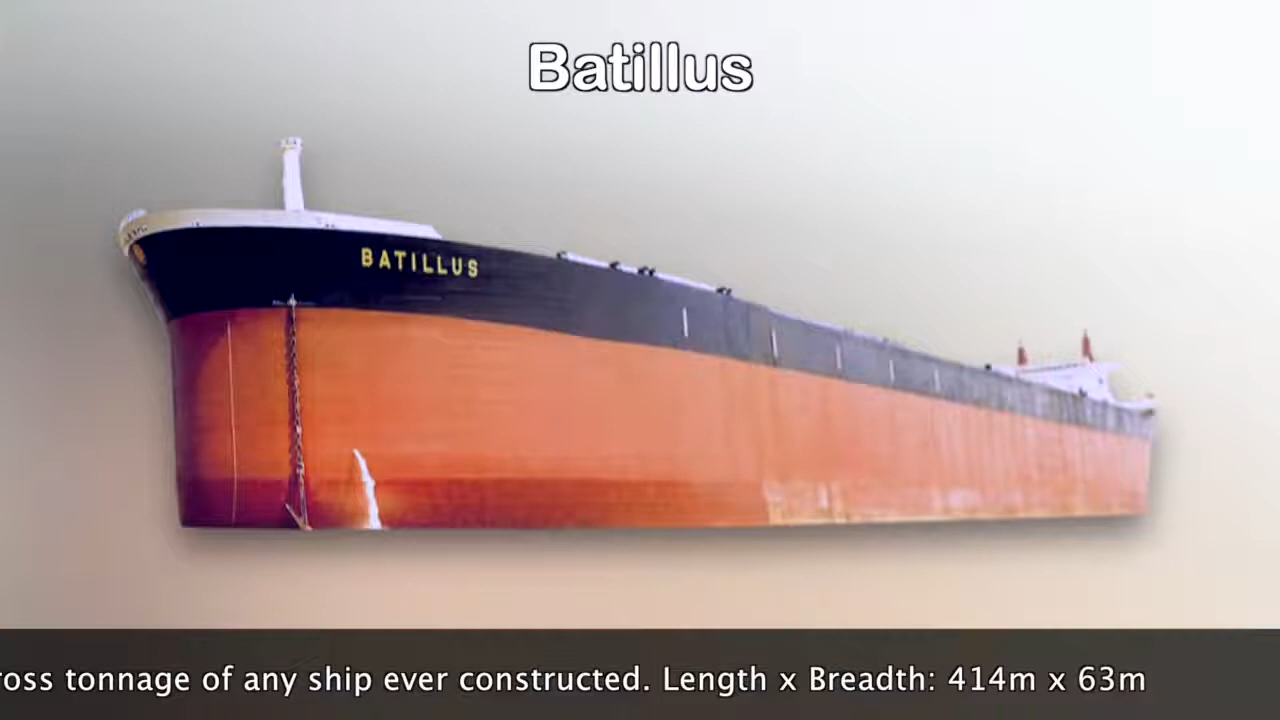 Batillus
BATILLUS
ross tonnage of any ship ever constructed. Length x Breadth: 414m x 63m